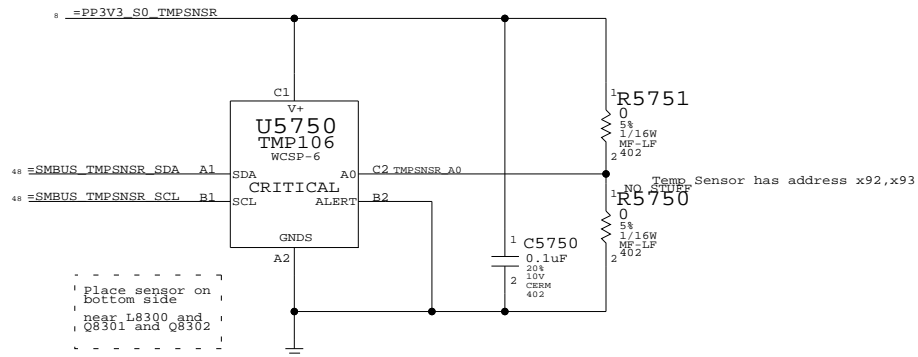 8 =PP3V3_S0_TMPSNSR
C1
V+
U5750
TMP106
WCSP-6
48 =SMBUS_TMPSNSR_SDA A1
SDA
A0
C2 TMPSNSR_A0
CRITICAL
48 =SMBUS_TMPSNSR_SCL B1
SCL
ALERT
B2
GNDS
A2
1
R5751
0
5%
1/16W
MF-LF
2 402
Temp Sensor has address x92,x93
NO STUFF
1
R5750
0
5%
1/16W
MF-LF
2 402
1 C5750
0.1uF
20%
2 10V
CERM
402
Place sensor on
bottom side
near L8300 and
Q8301 and Q8302